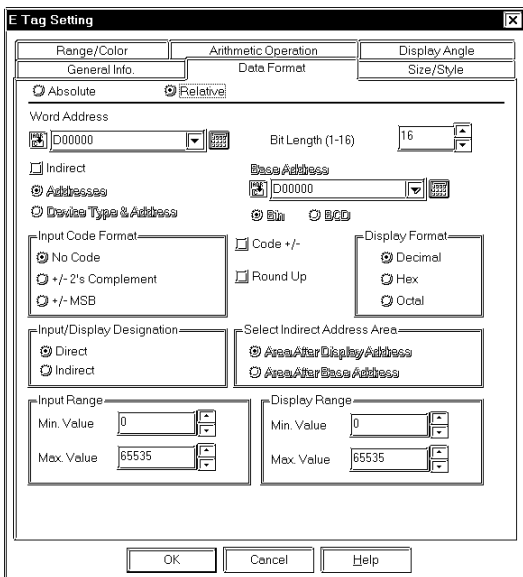 E Tag Setting
Range/Color Arithmetic Operation Display Angle
General Info. Data Format Size/Style
Absolute Relative
Word Address
D00000 Bit Length (1-16) 16
Indirect Base Address
Addresses D00000
Device Type & Address Bin BCD
Input Code Format Code +/- Display Format
No Code Decimal
+/- 2's Complement Round Up Hex
+/- MSB Octal
Input/Display Designation Select Indirect Address Area
Direct Area After Display Address
Indirect Area After Base Address
Input Range Display Range
Min. Value 0 Min. Value 0
Max. Value 65535 Max. Value 65535
OK Cancel Help